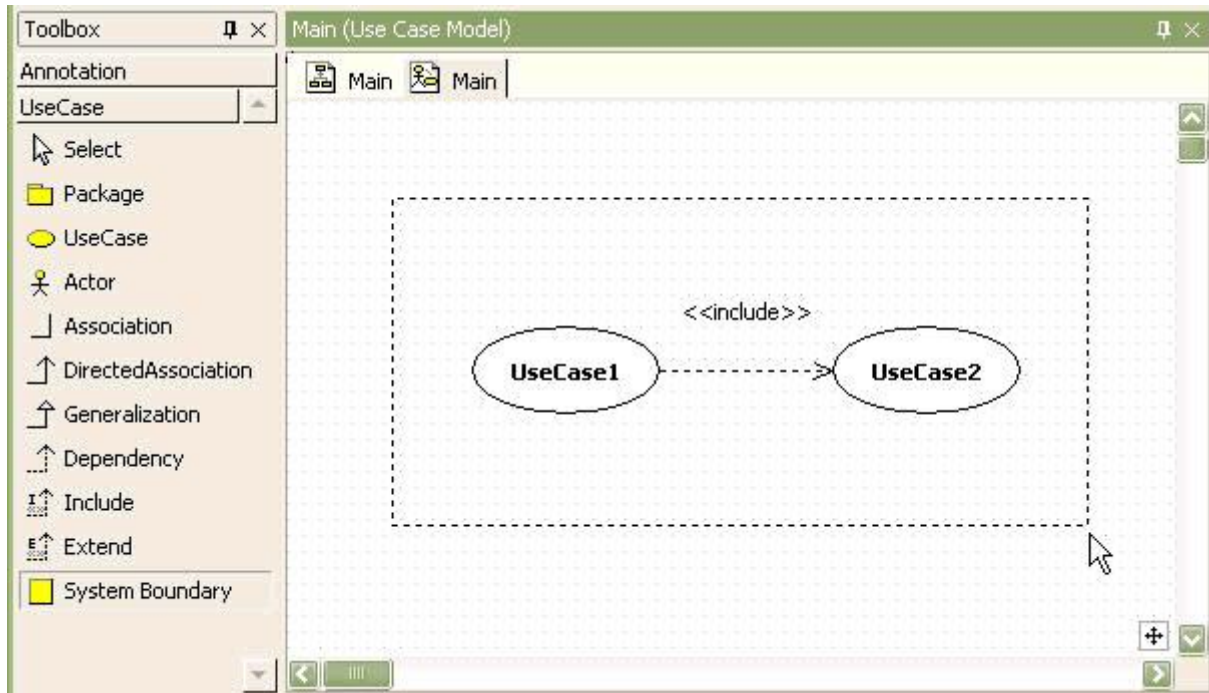 Toolbox
Annotation
UseCase
Select
Package
UseCase
Actor
Association
DirectedAssociation
Generalization
Dependency
Include
Extend
System Boundary
Main (Use Case Model)
Main Main
<<include>>
UseCase1 UseCase2